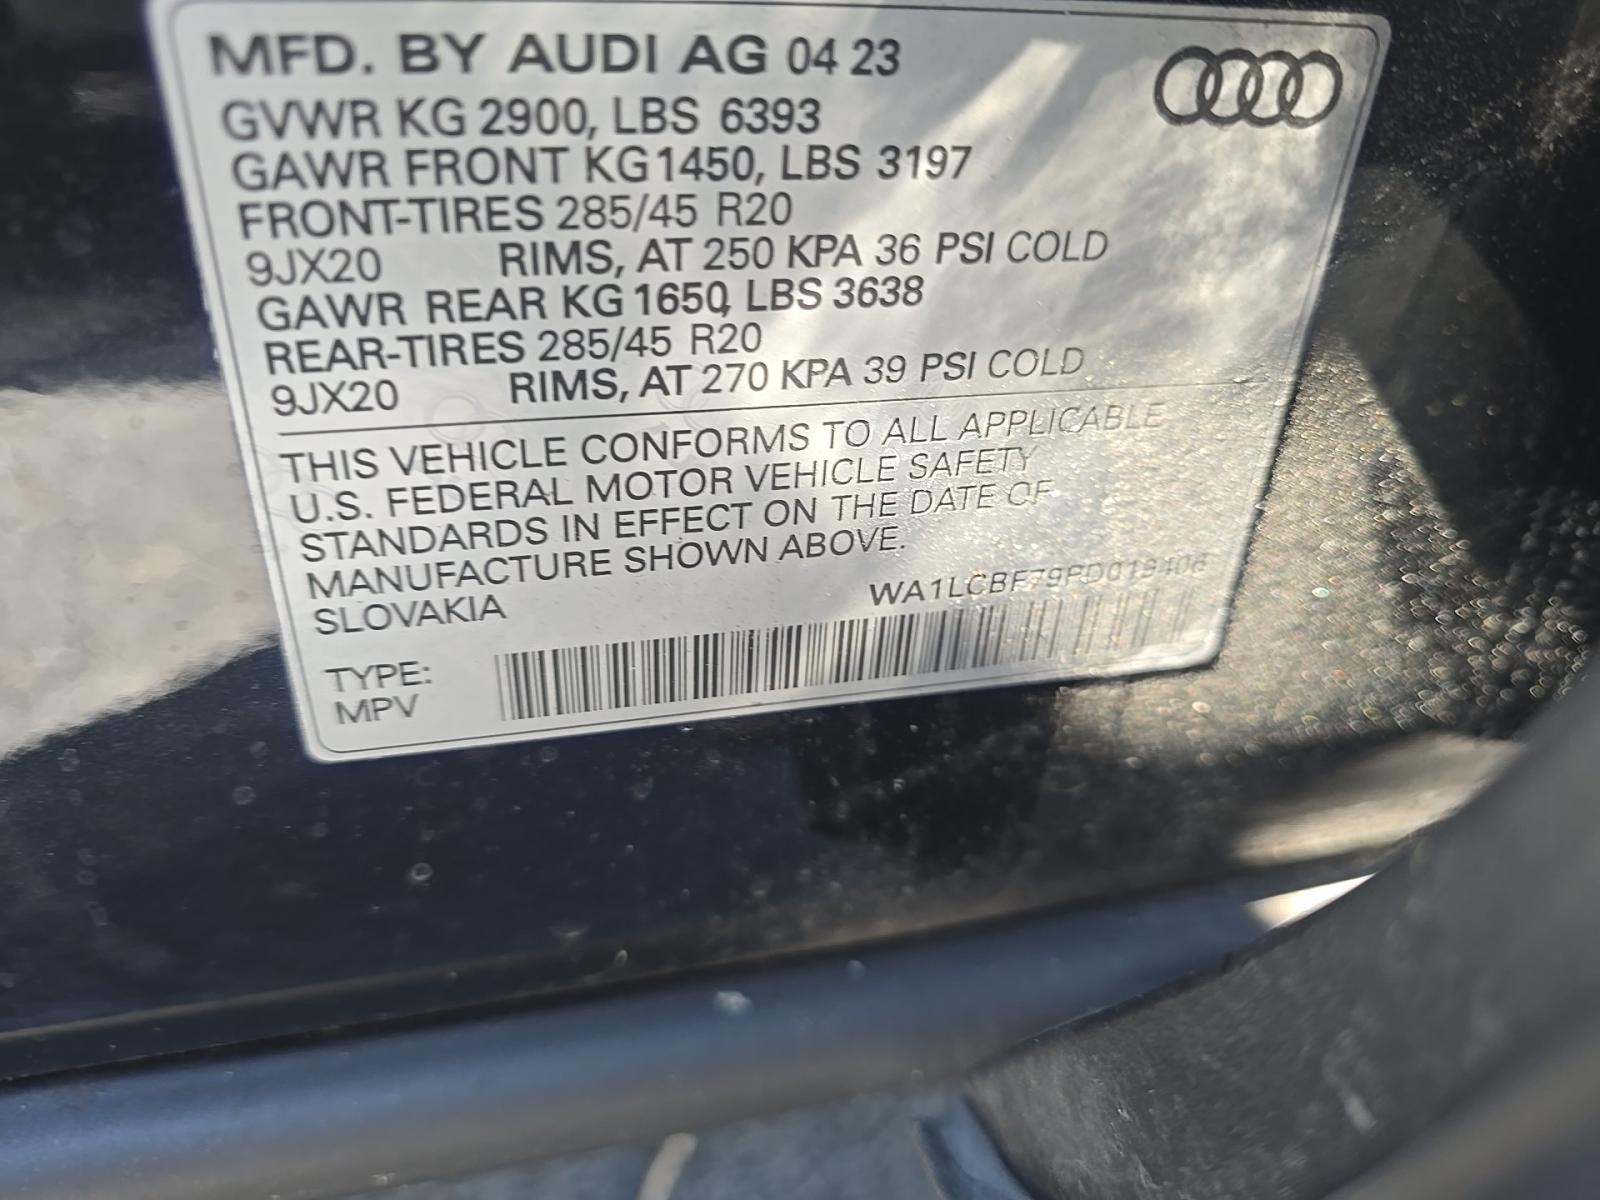 MFD. BY AUDI AG 04 23
GVWR KG 2900, LBS 6393
GAWR FRONT KG 1450, LBS 3197
FRONT-TIRES 285/45 R20
9JX20 RIMS, AT 250 KPA 36 PSI COLD
GAWR REAR KG 1650, LBS 3638
REAR-TIRES 285/45 R20
9JX20 RIMS, AT 270 KPA 39 PSI COLD
THIS VEHICLE CONFORMS TO ALL APPLICABLE
U.S. FEDERAL MOTOR VEHICLE SAFETY
STANDARDS IN EFFECT ON THE DATE OF
MANUFACTURE SHOWN ABOVE.
SLOVAKIA
TYPE:
MPV